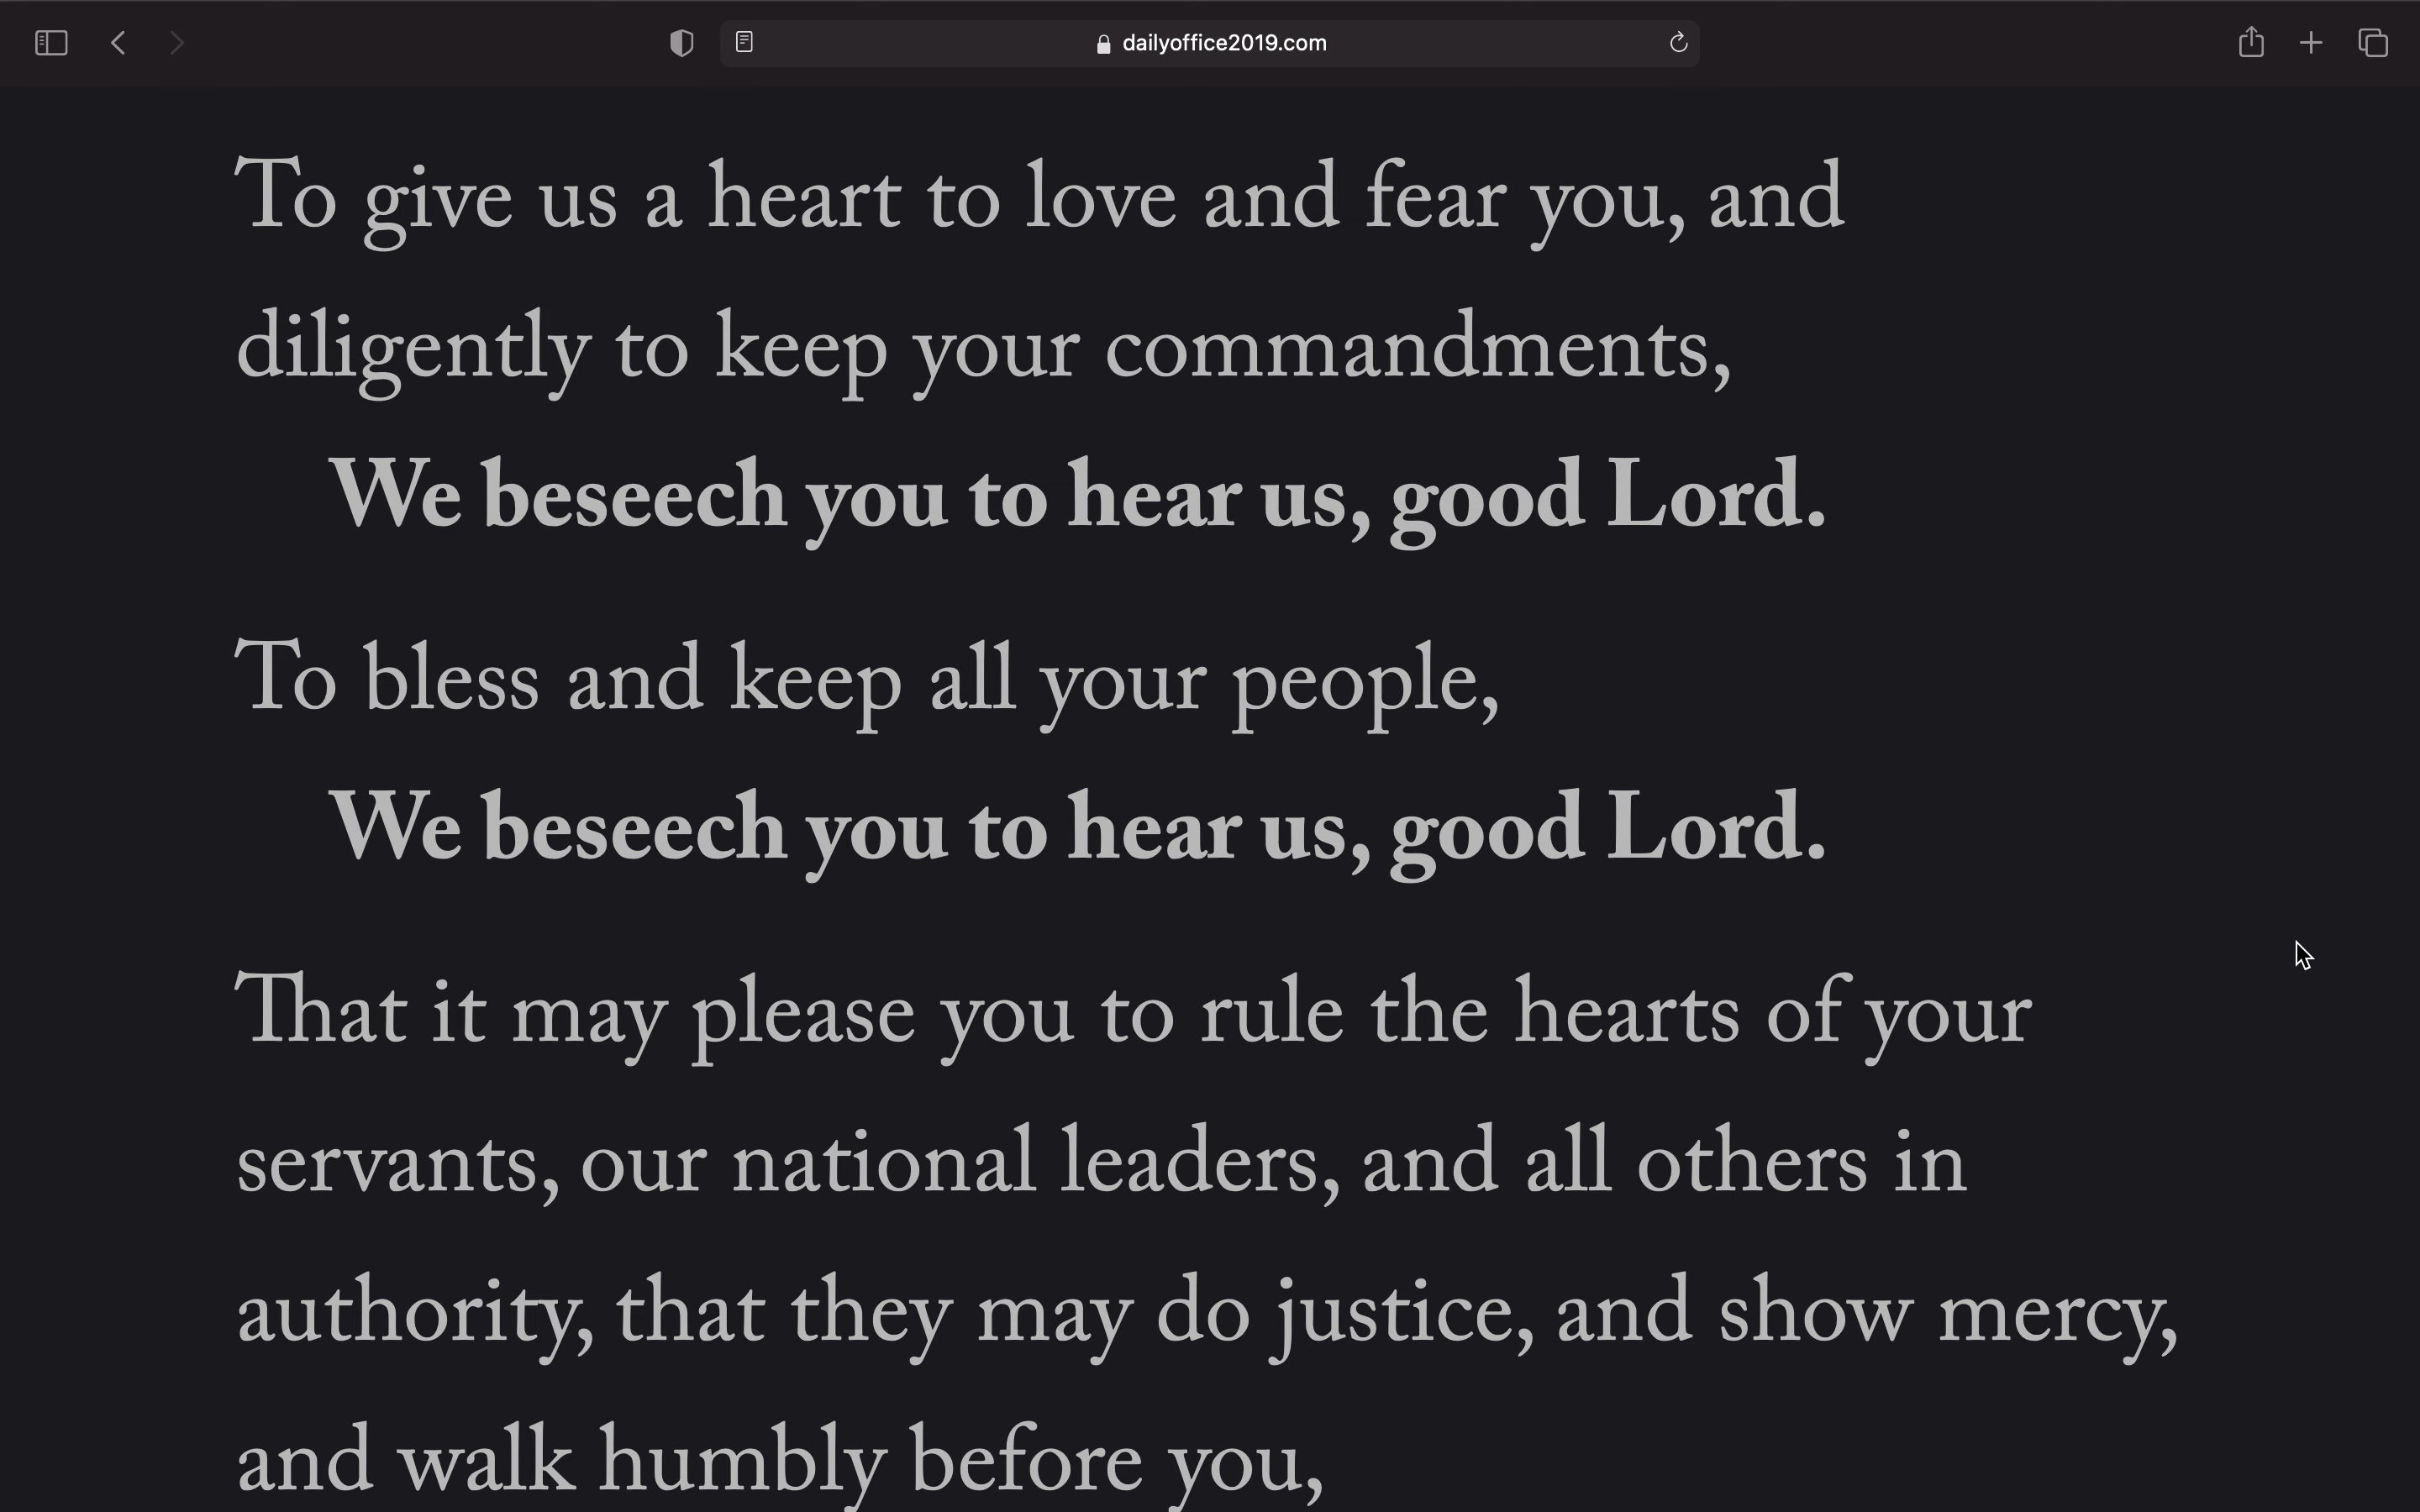 dailyoffice2019.com
To give us a heart to love and fear you, and
diligently to keep your commandments,
We beseech you to hear us, good Lord.
To bless and keep all your people,
We beseech you to hear us, good Lord.
That it may please you to rule the hearts of your
servants, our national leaders, and all others in
authority, that they may do justice, and show mercy,
and walk humbly before you,